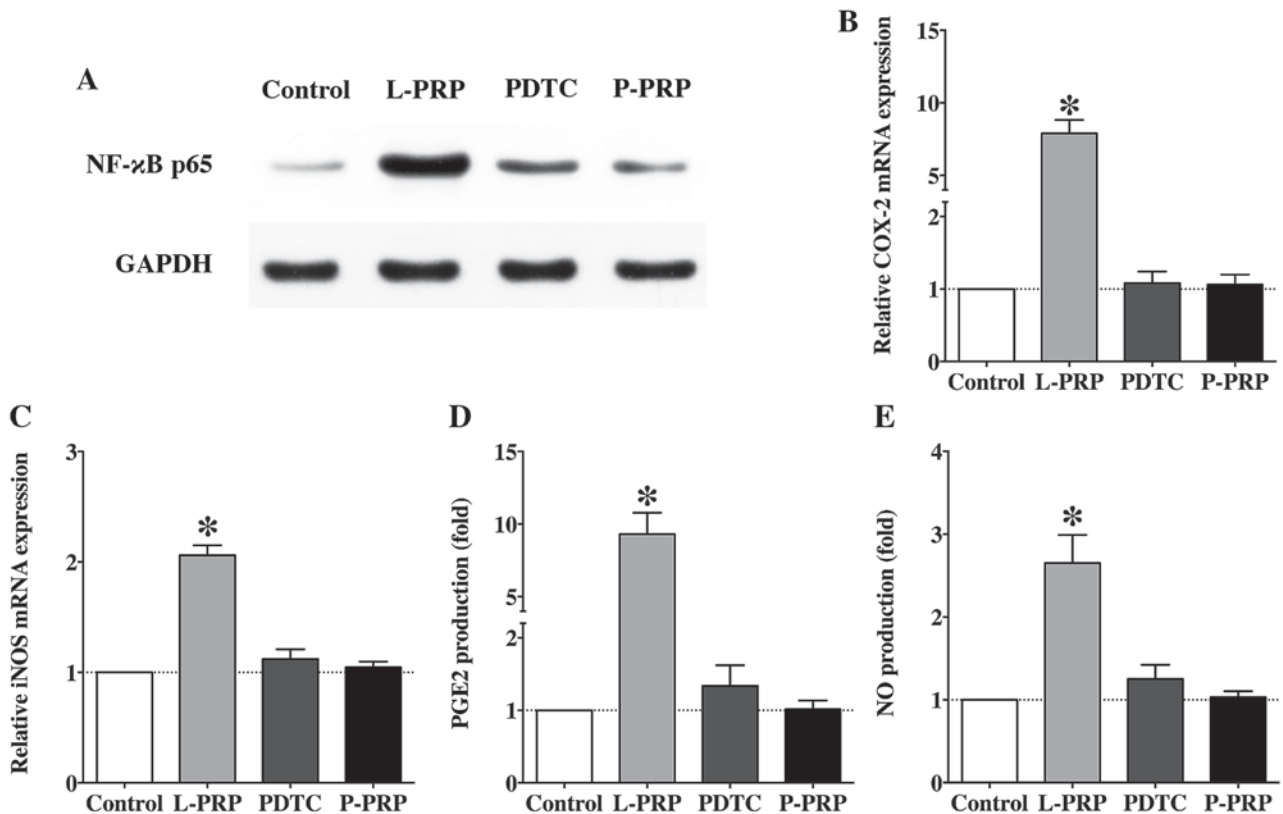 A
Control L-PRP PDTC P-PRP
NF-ϰB p65
GAPDH
B
Relative COX-2 mRNA expression
15
10
5
2
1
0
*
Control L-PRP PDTC P-PRP
C
Relative iNOS mRNA expression
3
2
1
0
*
Control L-PRP PDTC P-PRP
D
PGE2 production (fold)
15
10
5
2
1
0
*
Control L-PRP PDTC P-PRP
E
NO production (fold)
4
3
2
1
0
*
Control L-PRP PDTC P-PRP